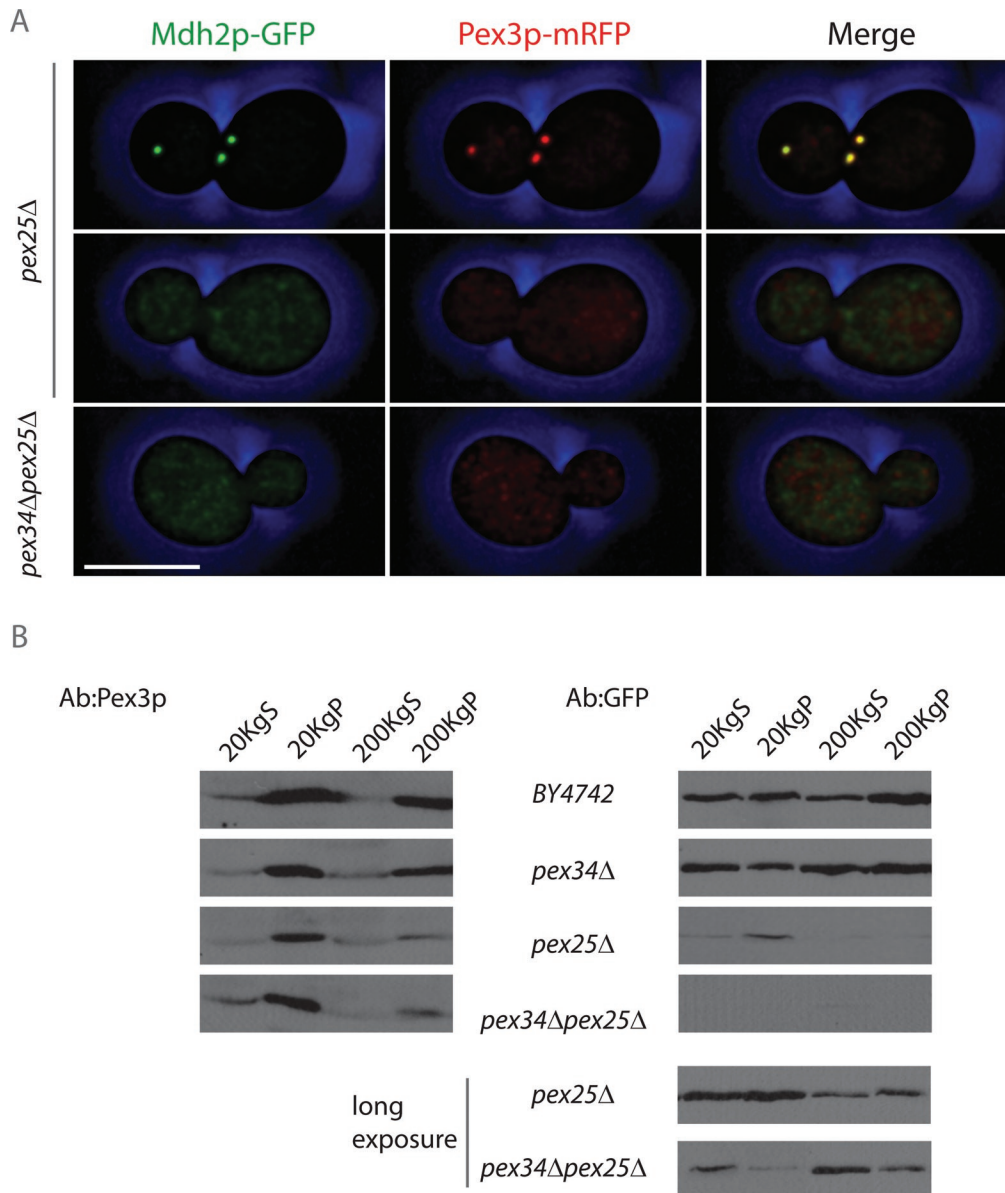 A
Mdh2p-GFP Pex3p-mRFP Merge
pex25Δ
pex34Δpex25Δ
B
Ab:Pex3p Ab:GFP
20KgS 20KgP 200KgS 200KgP 20KgS 20KgP 200KgS 200KgP
BY4742
pex34Δ
pex25Δ
pex34Δpex25Δ
long exposure
pex25Δ
pex34Δpex25Δ